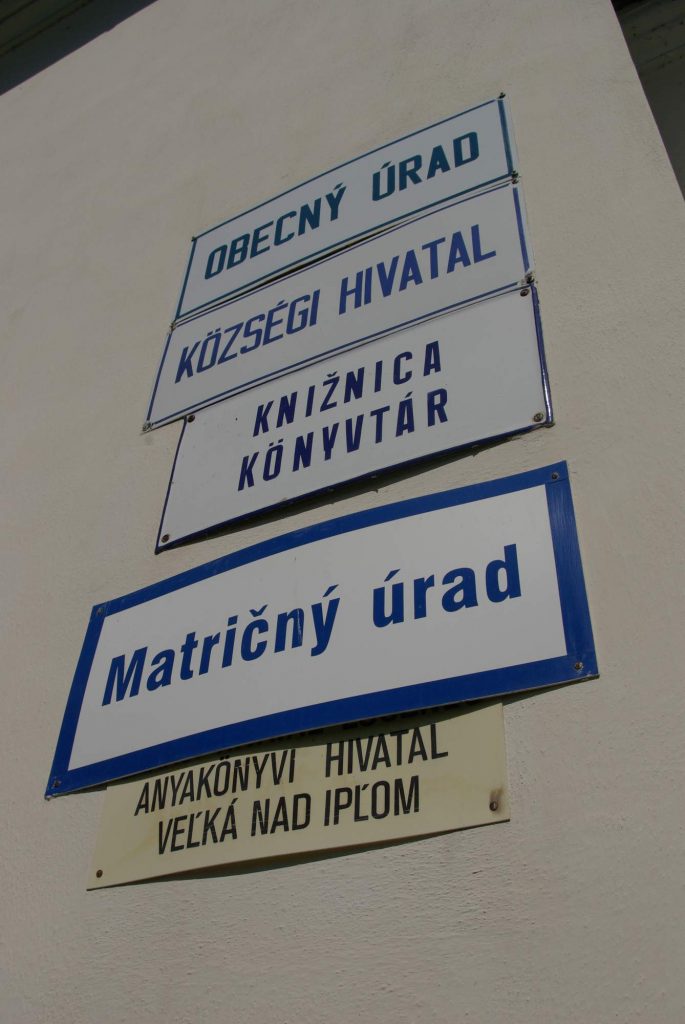 OBECNÝ ÚRAD
KÖZSÉGI HIVATAL
KNIŽNICA
KÖNYVTÁR
Matričný úrad
ANYAKÖNYVI HIVATAL
VEĽKÁ NAD IPĽOM